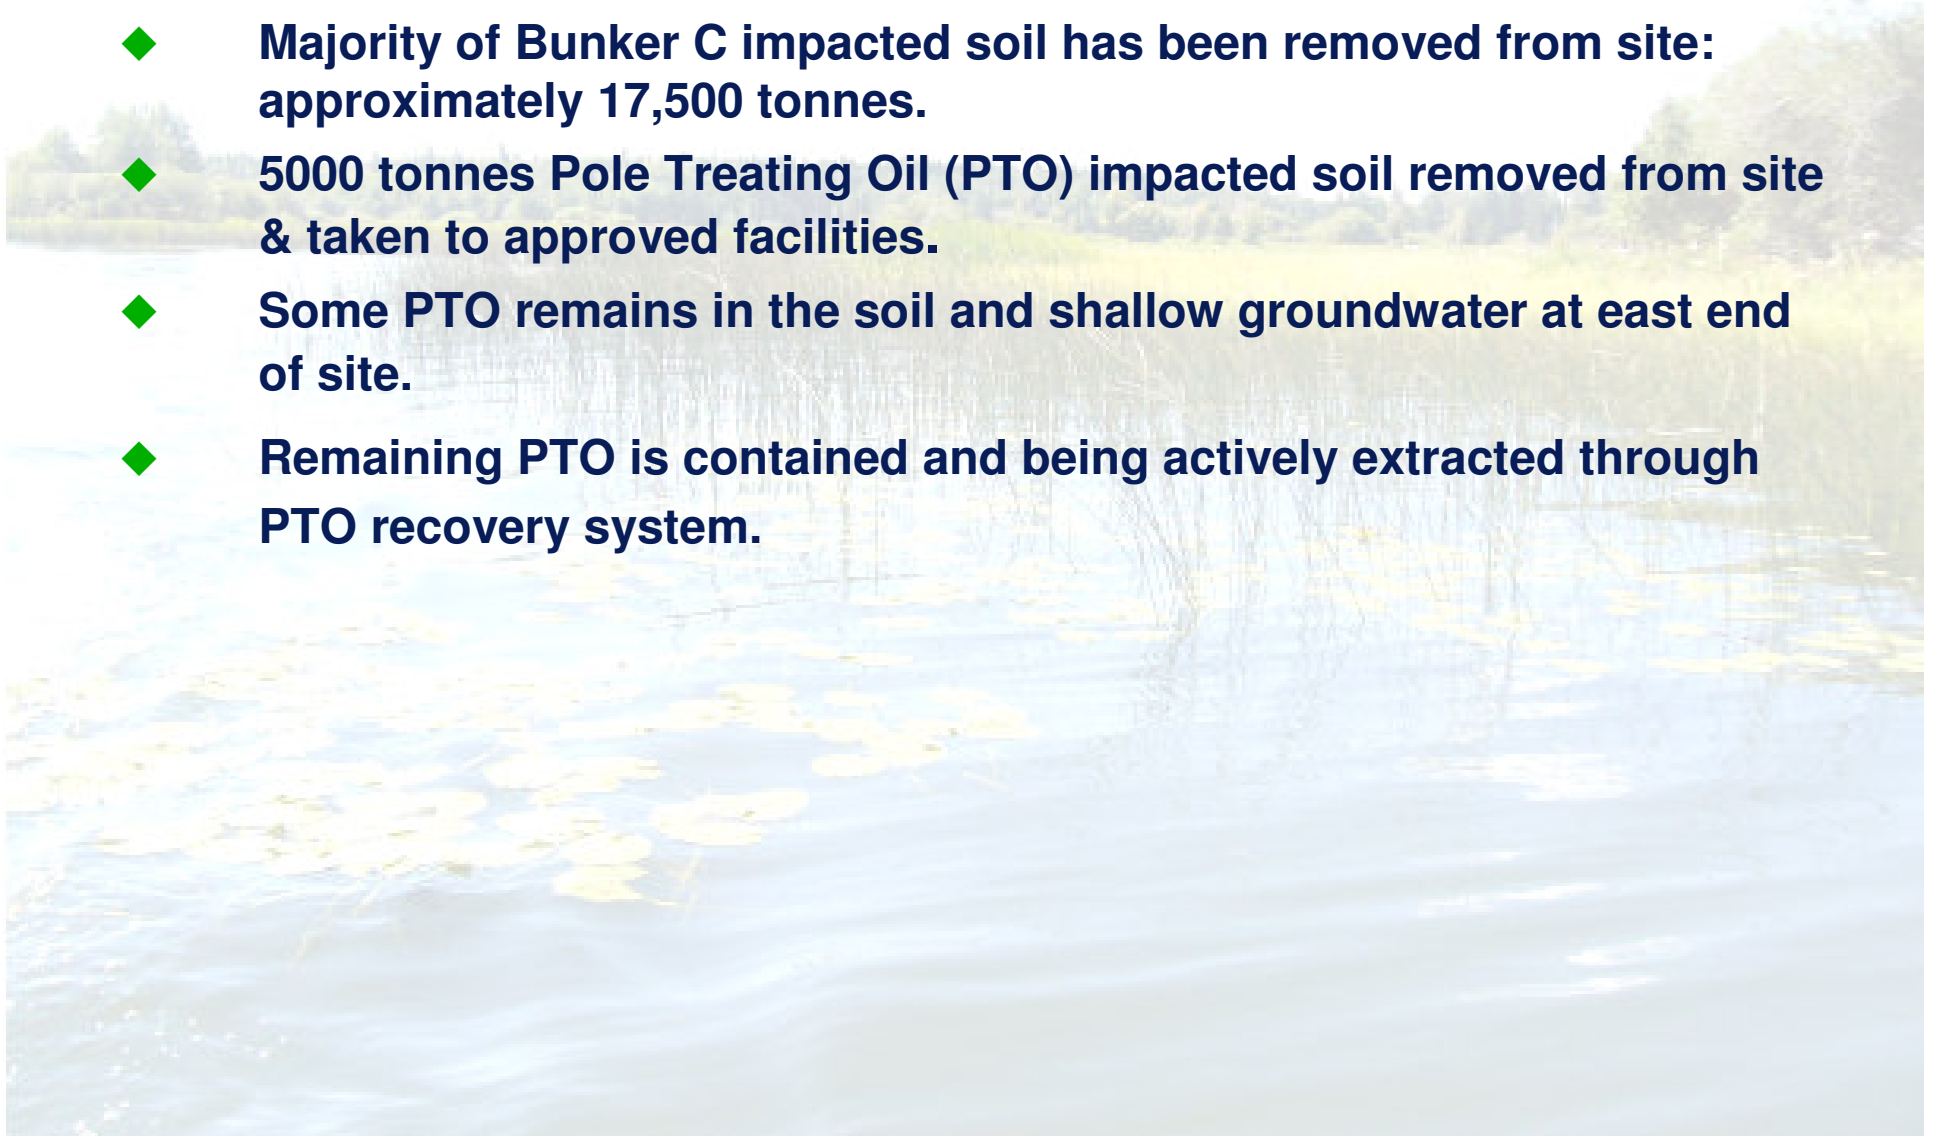 Majority of Bunker C impacted soil has been removed from site:
approximately 17,500 tonnes.
5000 tonnes Pole Treating Oil (PTO) impacted soil removed from site
& taken to approved facilities.
Some PTO remains in the soil and shallow groundwater at east end
of site.
Remaining PTO is contained and being actively extracted through
PTO recovery system.